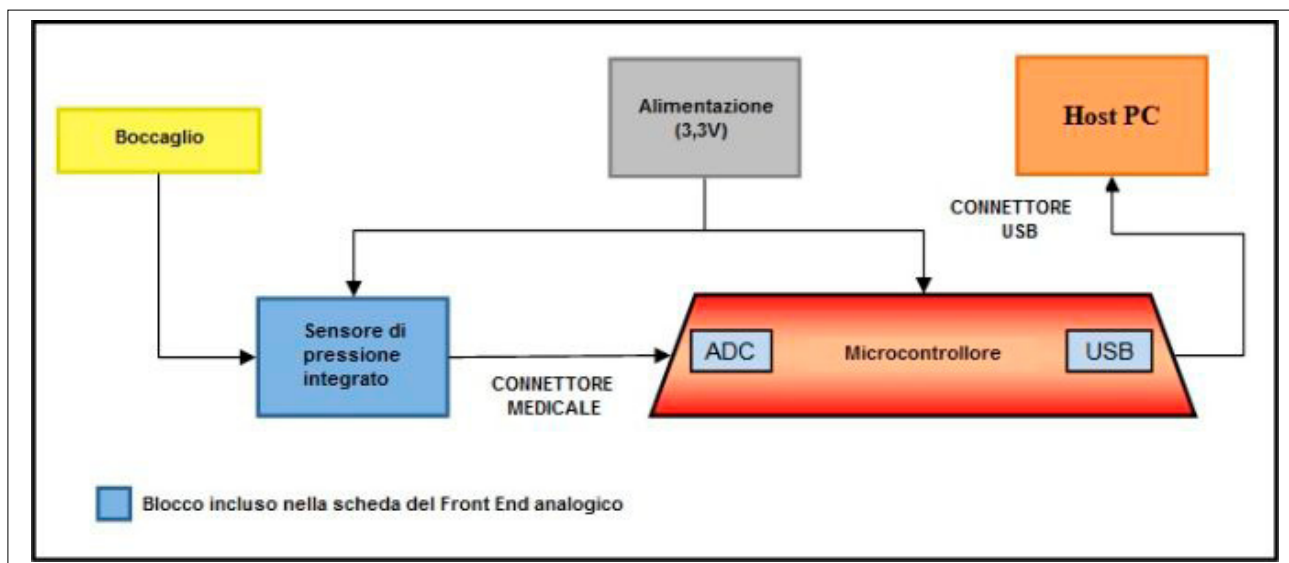 Boccaglio
Alimentazione
(3,3V)
Host PC
CONNETTORE
USB
Sensore di
pressione
integrato
CONNETTORE
MEDICALE
ADC
Microcontrollore
USB
Blocco incluso nella scheda del Front End analogico